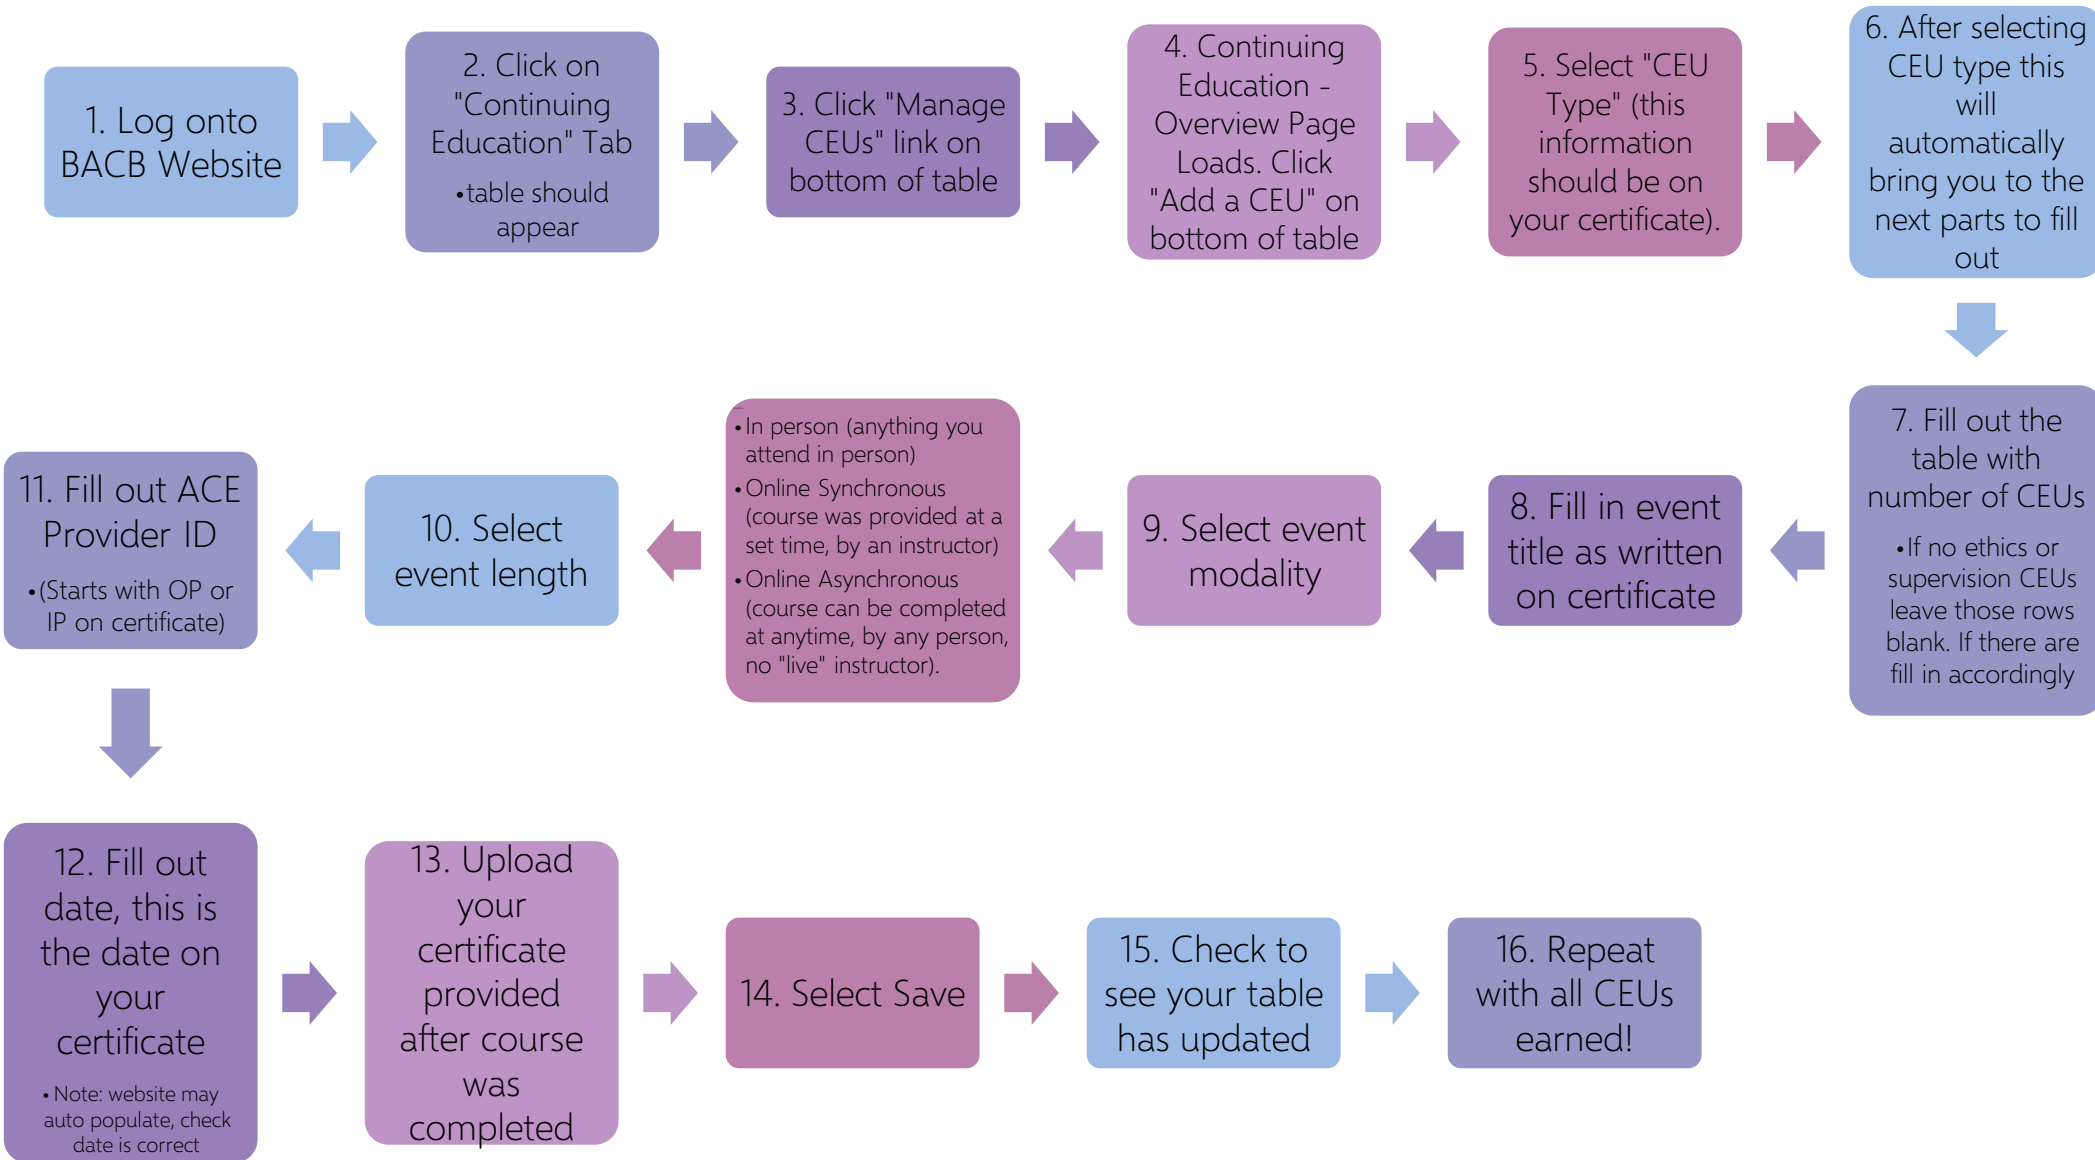 1. Log onto
BACB Website
2. Click on
"Continuing
Education" Tab
•table should
appear
3. Click "Manage
CEUs" link on
bottom of table
4. Continuing
Education -
Overview Page
Loads. Click
"Add a CEU" on
bottom of table
5. Select "CEU
Type" (this
information
should be on
your certificate).
6. After selecting
CEU type this
will
automatically
bring you to the
next parts to fill
out
7. Fill out the
table with
number of CEUs
•If no ethics or
supervision CEUs
leave those rows
blank. If there are
fill in accordingly
8. Fill in event
title as written
on certificate
9. Select event
modality
•In person (anything you
attend in person)
•Online Synchronous
(course was provided at a
set time, by an instructor)
•Online Asynchronous
(course can be completed
at anytime, by any person,
no "live" instructor).
10. Select
event length
11. Fill out ACE
Provider ID
•(Starts with OP or
IP on certificate)
12. Fill out
date, this is
the date on
your
certificate
•Note: website may
auto populate, check
date is correct
13. Upload
your
certificate
provided
after course
was
completed
14. Select Save
15. Check to
see your table
has updated
16. Repeat
with all CEUs
earned!